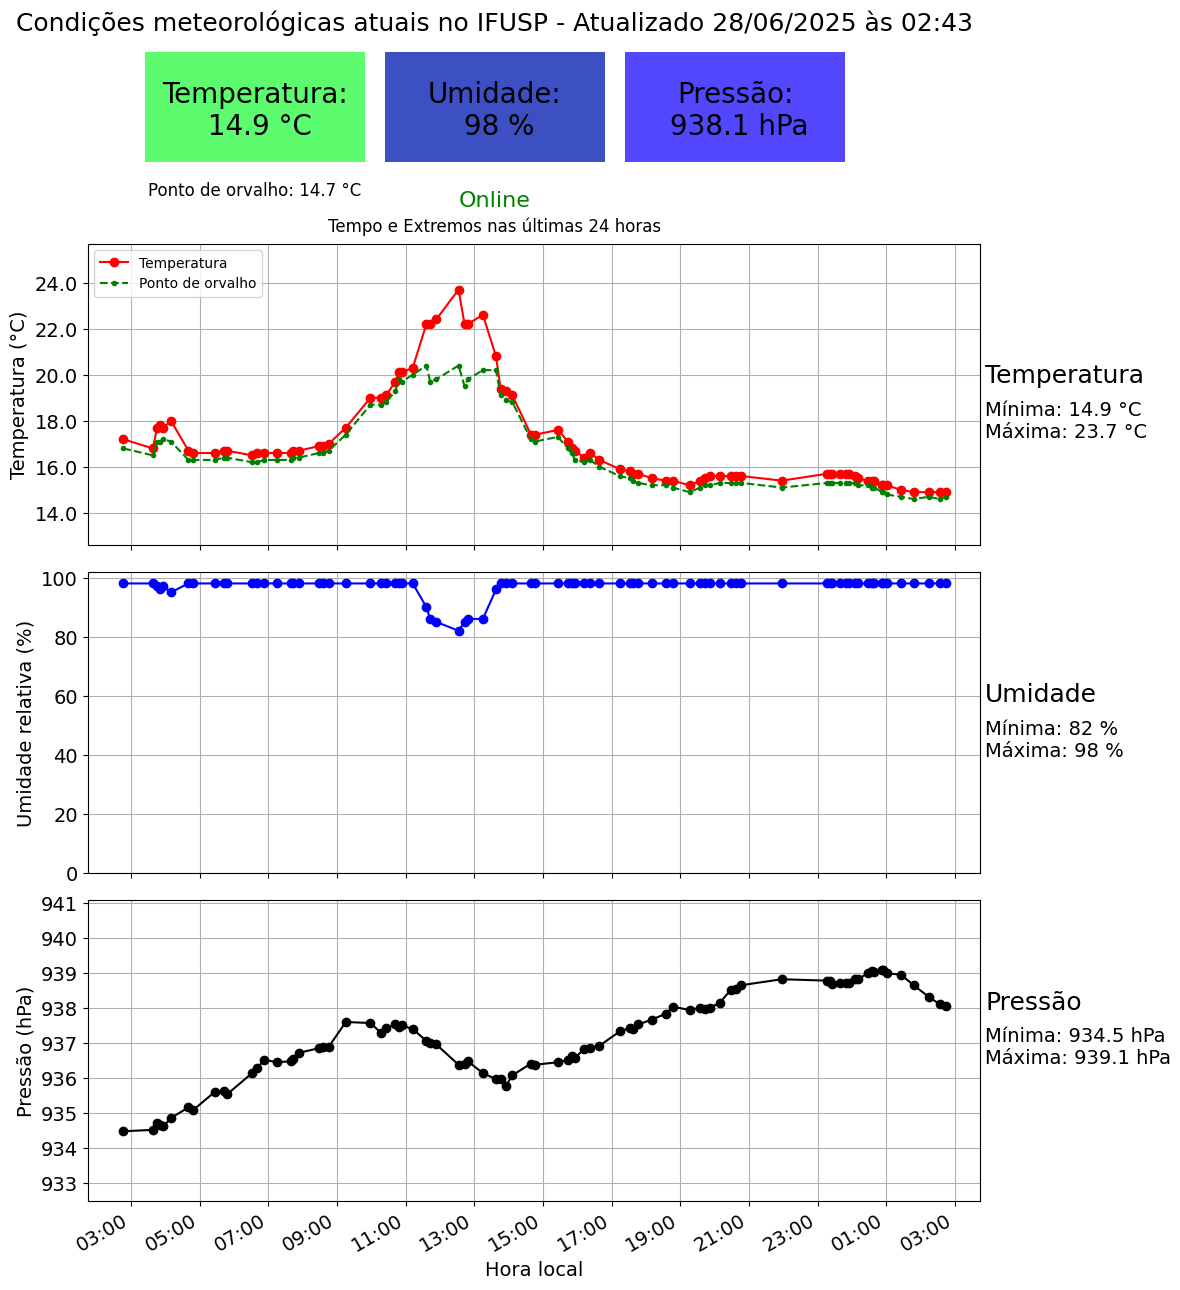 Condições meteorológicas atuais no IFUSP - Atualizado 28/06/2025 às 02:43
Temperatura:
14.9 °C
Umidade:
98 %
Pressão:
938.1 hPa
Ponto de orvalho: 14.7 °C
Online
Tempo e Extremos nas últimas 24 horas
Temperatura
Ponto de orvalho
Temperatura (°C)
24.0
22.0
20.0
18.0
16.0
14.0
Temperatura
Mínima: 14.9 °C
Máxima: 23.7 °C
Umidade relativa (%)
100
80
60
40
20
0
Umidade
Mínima: 82 %
Máxima: 98 %
Pressão (hPa)
941
940
939
938
937
936
935
934
933
Pressão
Mínima: 934.5 hPa
Máxima: 939.1 hPa
03:00 05:00 07:00 09:00 11:00 13:00 15:00 17:00 19:00 21:00 23:00 01:00 03:00
Hora local